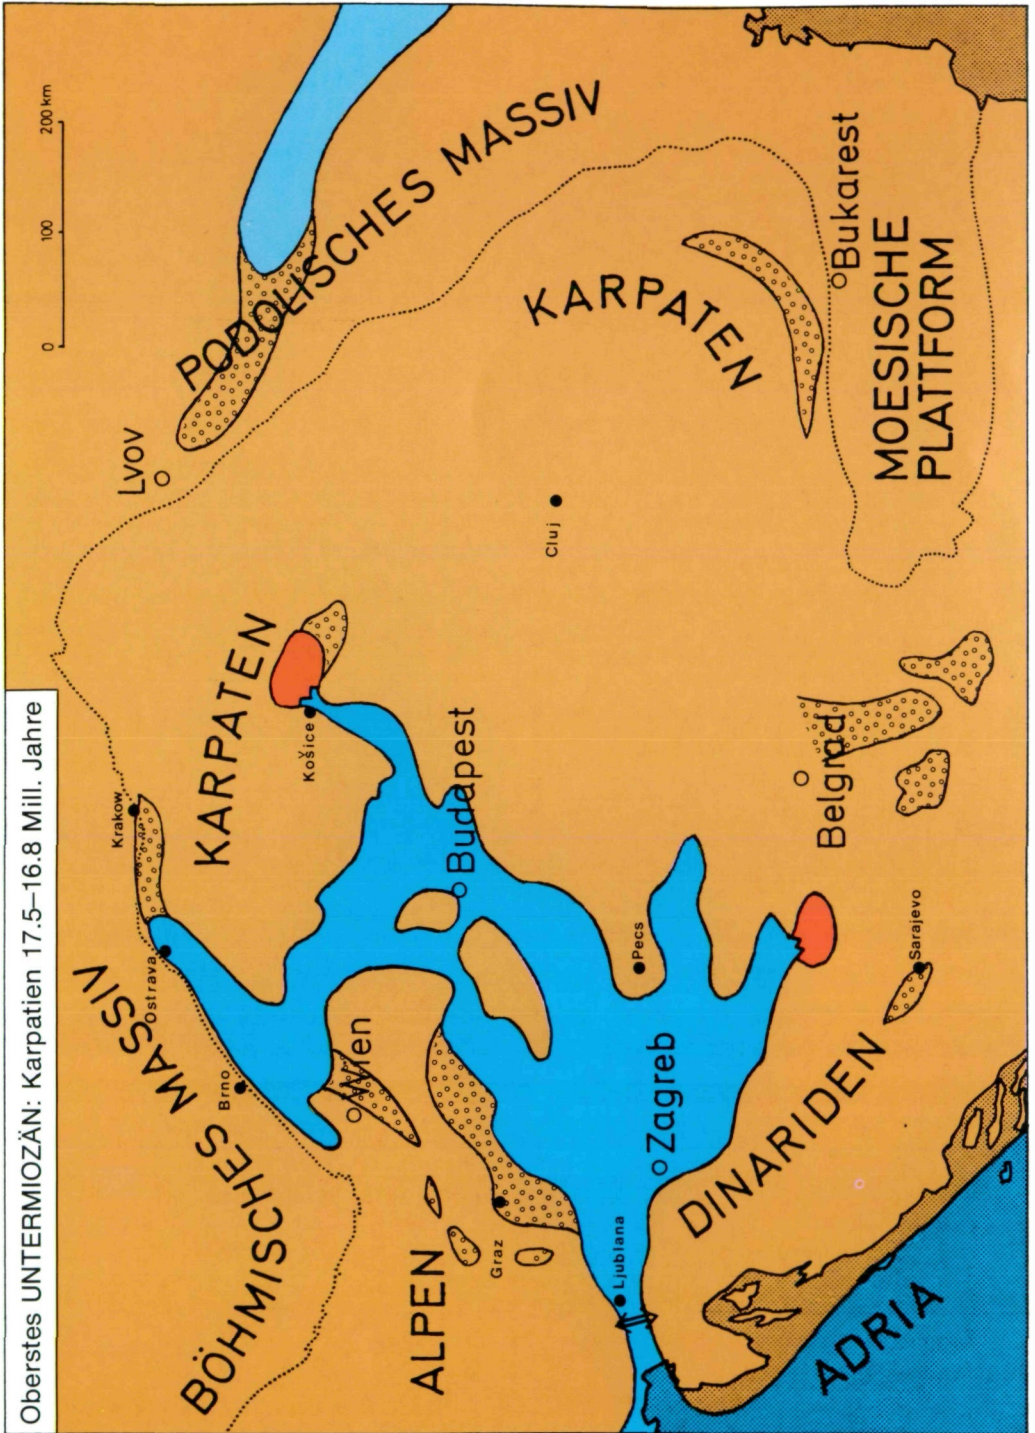 Oberstes UNTERMIOZÄN: Karpatien 17.5–16.8 Mill. Jahre
0 100 200 km
BÖHMISCHES MASSIV
Ostrava
Brno
Krakow
KARPATEN
Košice
Lvov
PODOLISCHES MASSIV
Wien
ALPEN
Graz
Budapest
Cluj
KARPATEN
Ljubljana
Zagreb
Pecs
DINARIDEN
Belgrad
Sarajevo
Bukarest
MOESISCHE
PLATTFORM
ADRIA